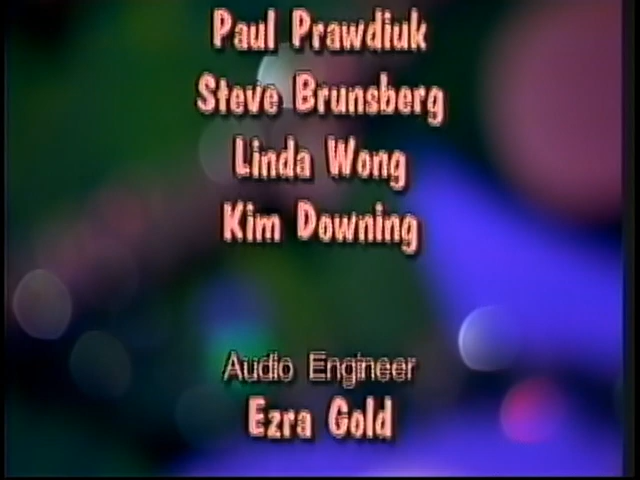 Paul Prawdiuk
Steve Brunsberg
Linda Wong
Kim Downing
Audio Engineer
Ezra Gold